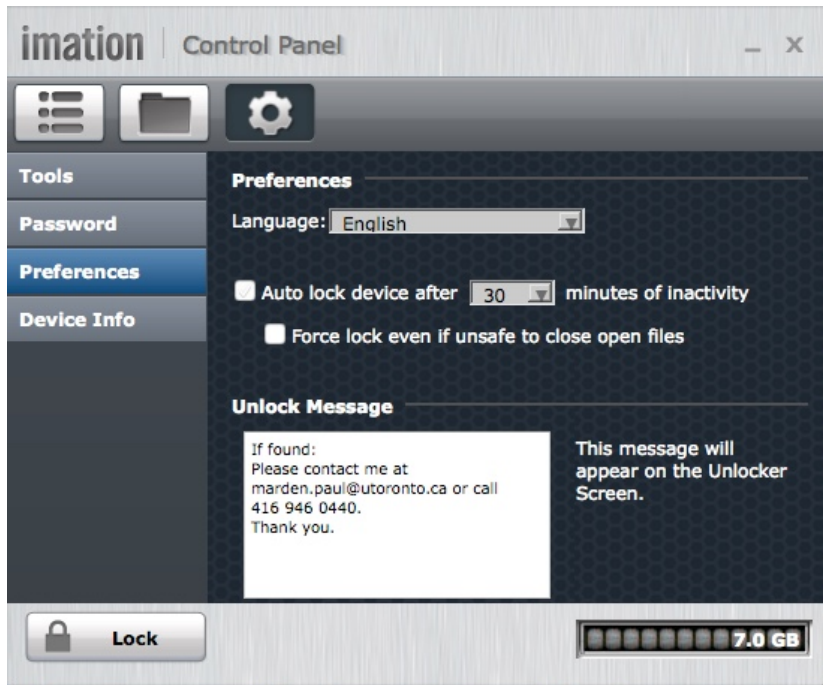 imation Control Panel
Tools
Password
Preferences
Device Info
Preferences
Language: English
Auto lock device after 30 minutes of inactivity
Force lock even if unsafe to close open files
Unlock Message
If found:
Please contact me at
marden.paul@utoronto.ca or call
416 946 0440.
Thank you.
This message will
appear on the Unlocker
Screen.
Lock
7.0 GB